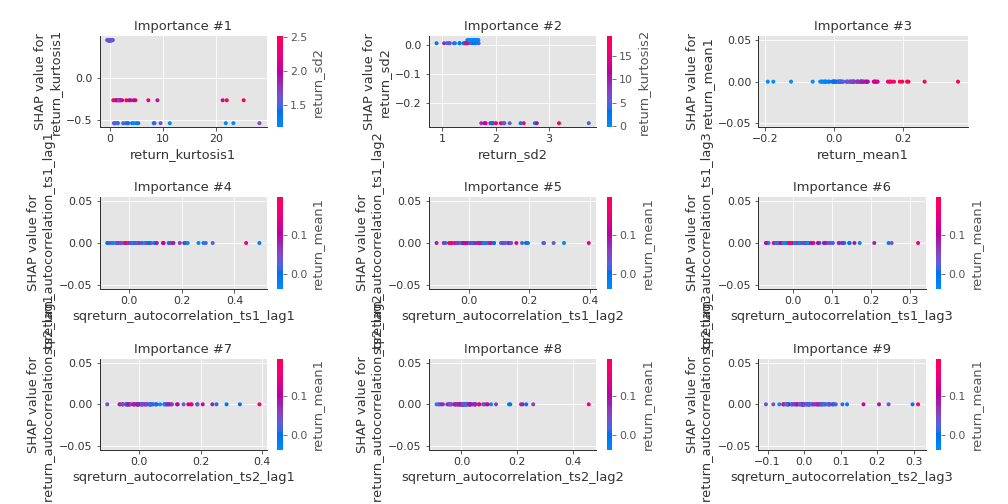 Importance #1
SHAP value for
return_kurtosis1
0.0
−0.5
0
10
20
return_kurtosis1
2.5
2.0
1.5
return_sd2
Importance #2
SHAP value for
return_sd2
0.0
−0.1
−0.2
1
2
3
return_sd2
15
10
5
0
return_kurtosis2
Importance #3
SHAP value for
return_mean1
0.05
0.00
−0.05
−0.2
0.0
0.2
return_mean1
Importance #4
SHAP value for
sqreturn_autocorrelation_ts1_lag1
0.05
0.00
−0.05
0.0
0.2
0.4
sqreturn_autocorrelation_ts1_lag1
0.1
0.0
return_mean1
Importance #5
SHAP value for
sqreturn_autocorrelation_ts1_lag2
0.05
0.00
−0.05
0.0
0.2
0.4
sqreturn_autocorrelation_ts1_lag2
0.1
0.0
return_mean1
Importance #6
SHAP value for
sqreturn_autocorrelation_ts1_lag3
0.05
0.00
−0.05
0.0
0.1
0.2
0.3
sqreturn_autocorrelation_ts1_lag3
0.1
0.0
return_mean1
Importance #7
SHAP value for
sqreturn_autocorrelation_ts2_lag1
0.05
0.00
−0.05
0.0
0.2
0.4
sqreturn_autocorrelation_ts2_lag1
0.1
0.0
return_mean1
Importance #8
SHAP value for
sqreturn_autocorrelation_ts2_lag2
0.05
0.00
−0.05
0.0
0.2
0.4
sqreturn_autocorrelation_ts2_lag2
0.1
0.0
return_mean1
Importance #9
SHAP value for
sqreturn_autocorrelation_ts2_lag3
0.05
0.00
−0.05
−0.1
0.0
0.1
0.2
0.3
sqreturn_autocorrelation_ts2_lag3
0.1
0.0
return_mean1